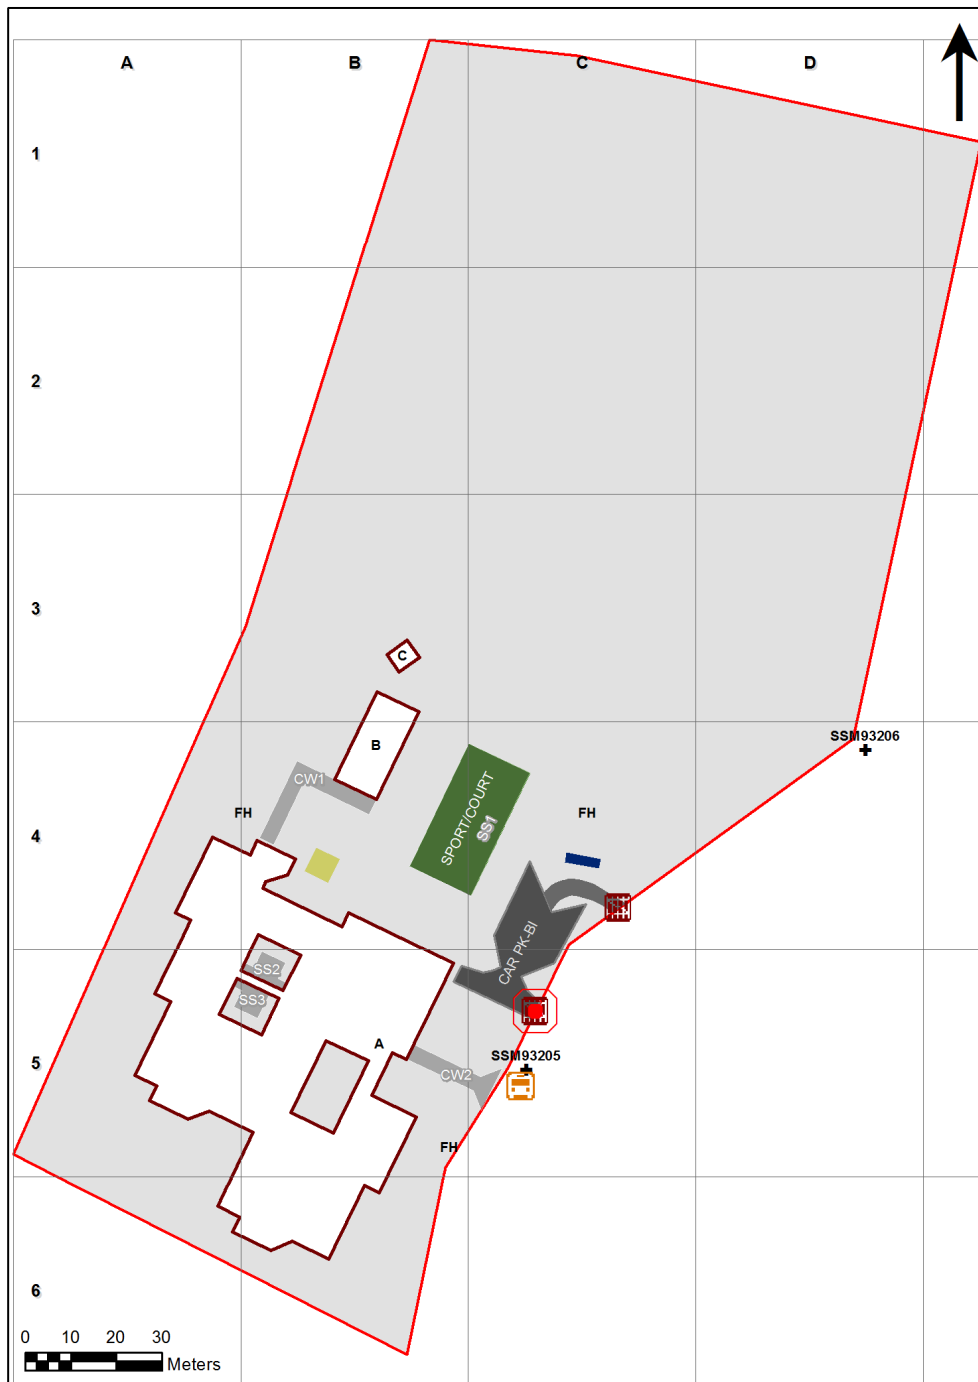 A B C D
1
2
3
C
SSM93206
B
CW1
FH FH
SPORT/COURT
SS1
4
CAR PK-BI
SS2
SS3
A
SSM93205
5
CW2
FH
6
0 10 20 30
Meters